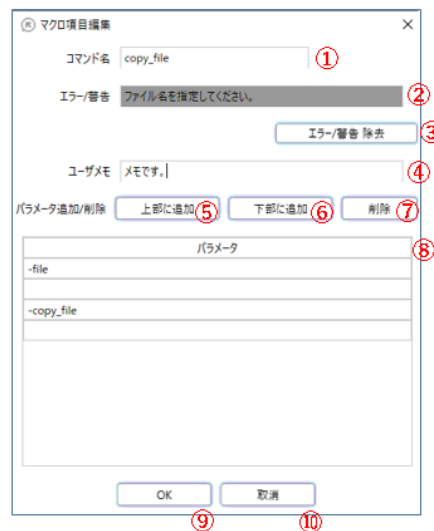 マクロ項目編集
コマンド名 copy_file ①
エラー/警告 ファイル名を指定してください。 ②
エラー/警告 除去 ③
ユーザメモ メモです。 ④
パラメータ追加/削除 上部に追加 ⑤ 下部に追加 ⑥ 削除 ⑦
パラメータ ⑧
-file
-copy_file
OK 取消
⑨ ⑩